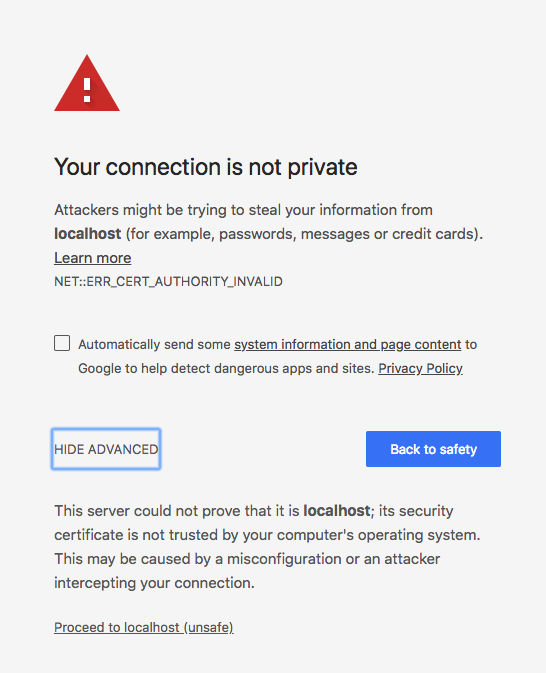 Your connection is not private
Attackers might be trying to steal your information from
localhost (for example, passwords, messages or credit cards).
Learn more
NET::ERR_CERT_AUTHORITY_INVALID
Automatically send some system information and page content to
Google to help detect dangerous apps and sites. Privacy Policy
HIDE ADVANCED
Back to safety
This server could not prove that it is localhost; its security
certificate is not trusted by your computer's operating system.
This may be caused by a misconfiguration or an attacker
intercepting your connection.
Proceed to localhost (unsafe)